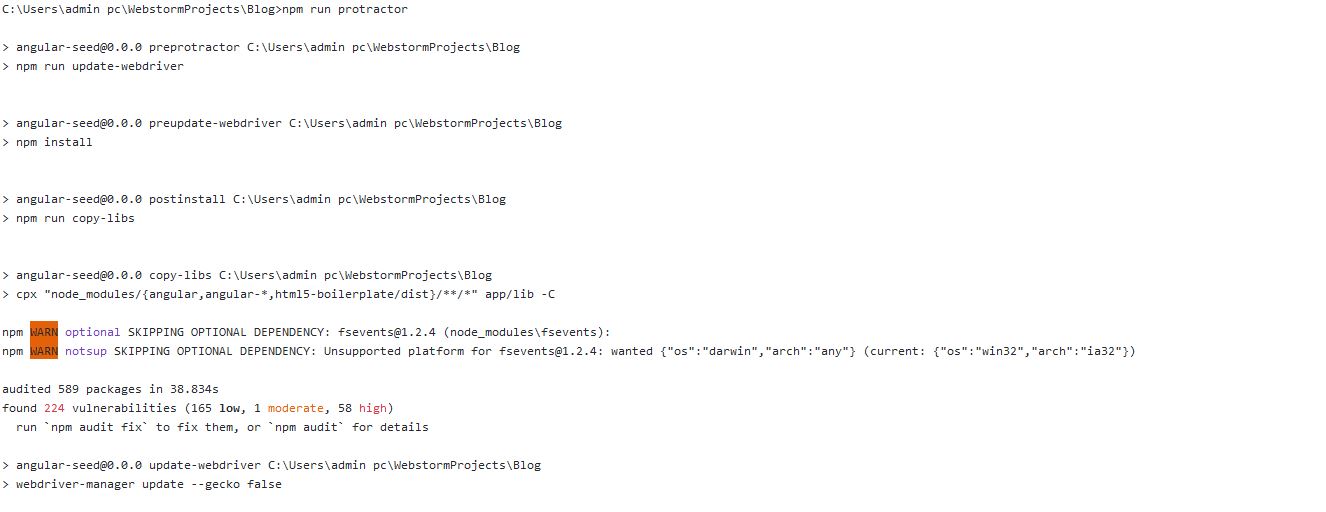 C:\Users\admin pc\WebstormProjects\Blog>npm run protractor
> angular-seed@0.0.0 preprotractor C:\Users\admin pc\WebstormProjects\Blog
> npm run update-webdriver
> angular-seed@0.0.0 preupdate-webdriver C:\Users\admin pc\WebstormProjects\Blog
> npm install
> angular-seed@0.0.0 postinstall C:\Users\admin pc\WebstormProjects\Blog
> npm run copy-libs
> angular-seed@0.0.0 copy-libs C:\Users\admin pc\WebstormProjects\Blog
> cpx "node_modules/{angular,angular-*,html5-boilerplate/dist}/**/*" app/lib -C
npm WARN optional SKIPPING OPTIONAL DEPENDENCY: fsevents@1.2.4 (node_modules\fsevents):
npm WARN notsup SKIPPING OPTIONAL DEPENDENCY: Unsupported platform for fsevents@1.2.4: wanted {"os":"darwin","arch":"any"} (current: {"os":"win32","arch":"ia32"})
audited 589 packages in 38.834s
found 224 vulnerabilities (165 low, 1 moderate, 58 high)
run `npm audit fix` to fix them, or `npm audit` for details
> angular-seed@0.0.0 update-webdriver C:\Users\admin pc\WebstormProjects\Blog
> webdriver-manager update --gecko false